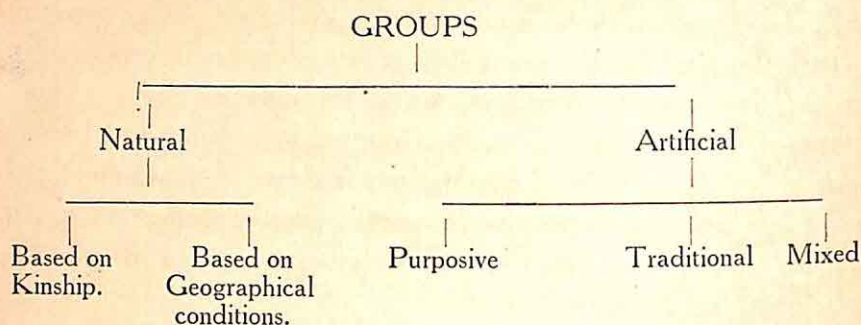 GROUPS
Natural Artificial
Based on Kinship.
Based on Geographical conditions.
Purposive
Traditional
Mixed